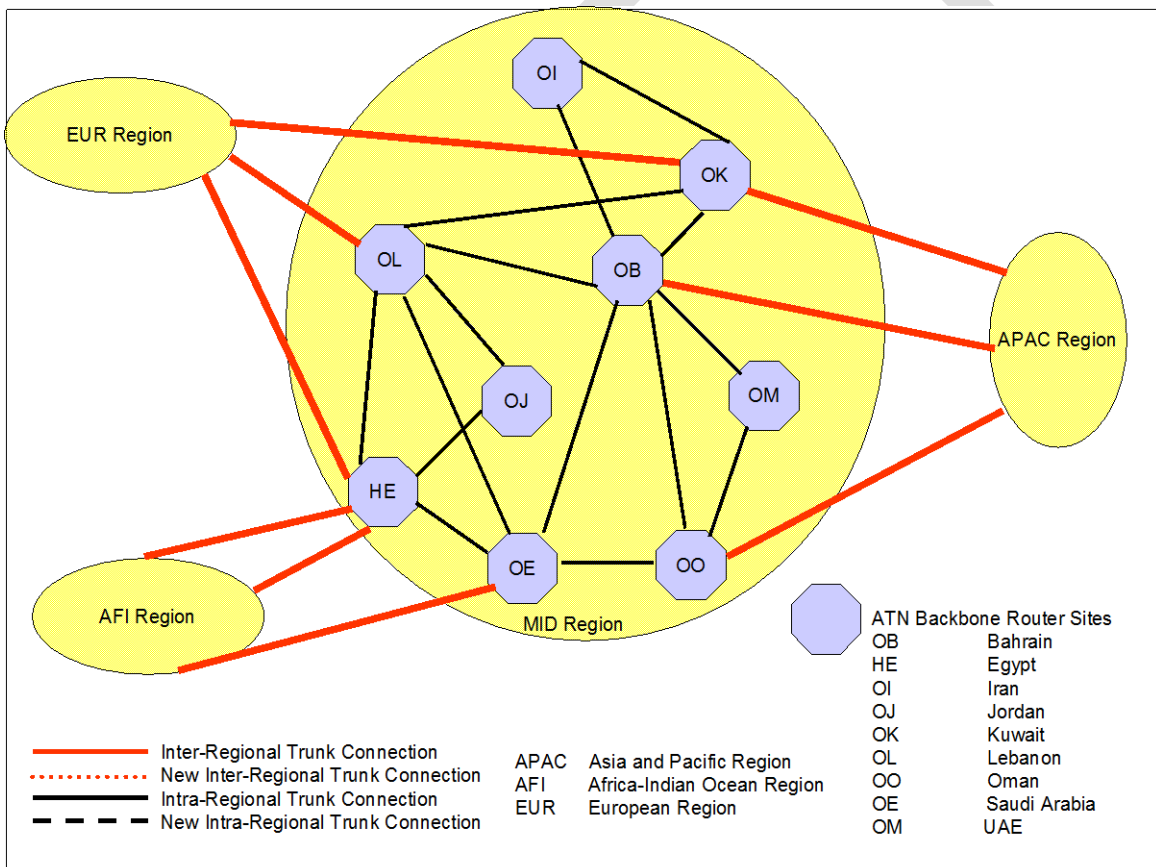 OI
EUR Region
OK
OL
OB
APAC Region
OJ
OM
HE
OE
OO
AFI Region
MID Region
ATN Backbone Router Sites
OB Bahrain
HE Egypt
OI Iran
OJ Jordan
OK Kuwait
OL Lebanon
OO Oman
OE Saudi Arabia
OM UAE
Inter-Regional Trunk Connection
New Inter-Regional Trunk Connection
Intra-Regional Trunk Connection
New Intra-Regional Trunk Connection
APAC Asia and Pacific Region
AFI Africa-Indian Ocean Region
EUR European Region